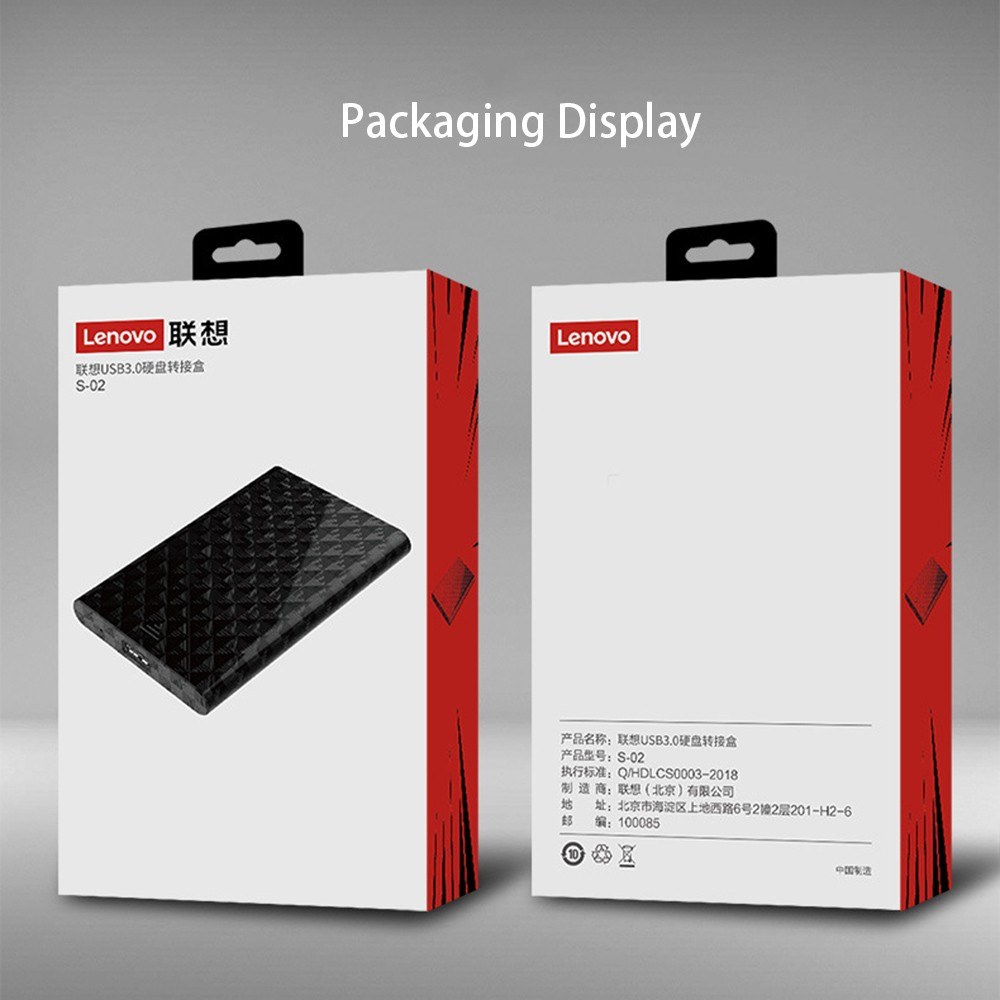 Packaging Display
Lenovo 联想
联想USB3.0硬盘转接盒
S-02
Lenovo
产品名称：联想USB3.0硬盘转接盒
产品型号：S-02
执行标准：Q/HDLCS0003-2018
制 造 商：联想（北京）有限公司
地 址：北京市海淀区上地西路6号2幢2层201-H2-6
邮 编：100085
10
中国制造